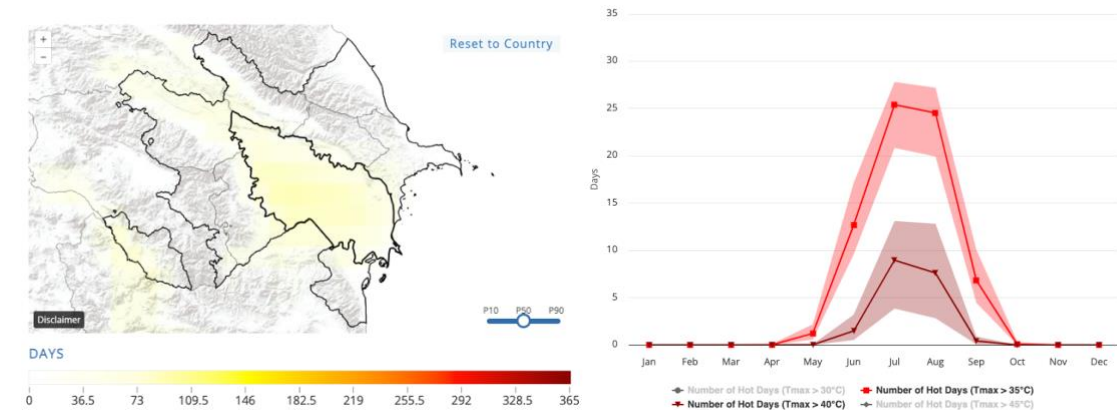 +
−
Reset to Country
Disclaimer
P10 P50 P90
DAYS
0 36.5 73 109.5 146 182.5 219 255.5 292 328.5 365
35
30
25
20
15
10
5
0
Days
Jan Feb Mar Apr May Jun Jul Aug Sep Oct Nov Dec
Number of Hot Days (Tmax > 30°C) Number of Hot Days (Tmax > 35°C)
Number of Hot Days (Tmax > 40°C) Number of Hot Days (Tmax > 45°C)